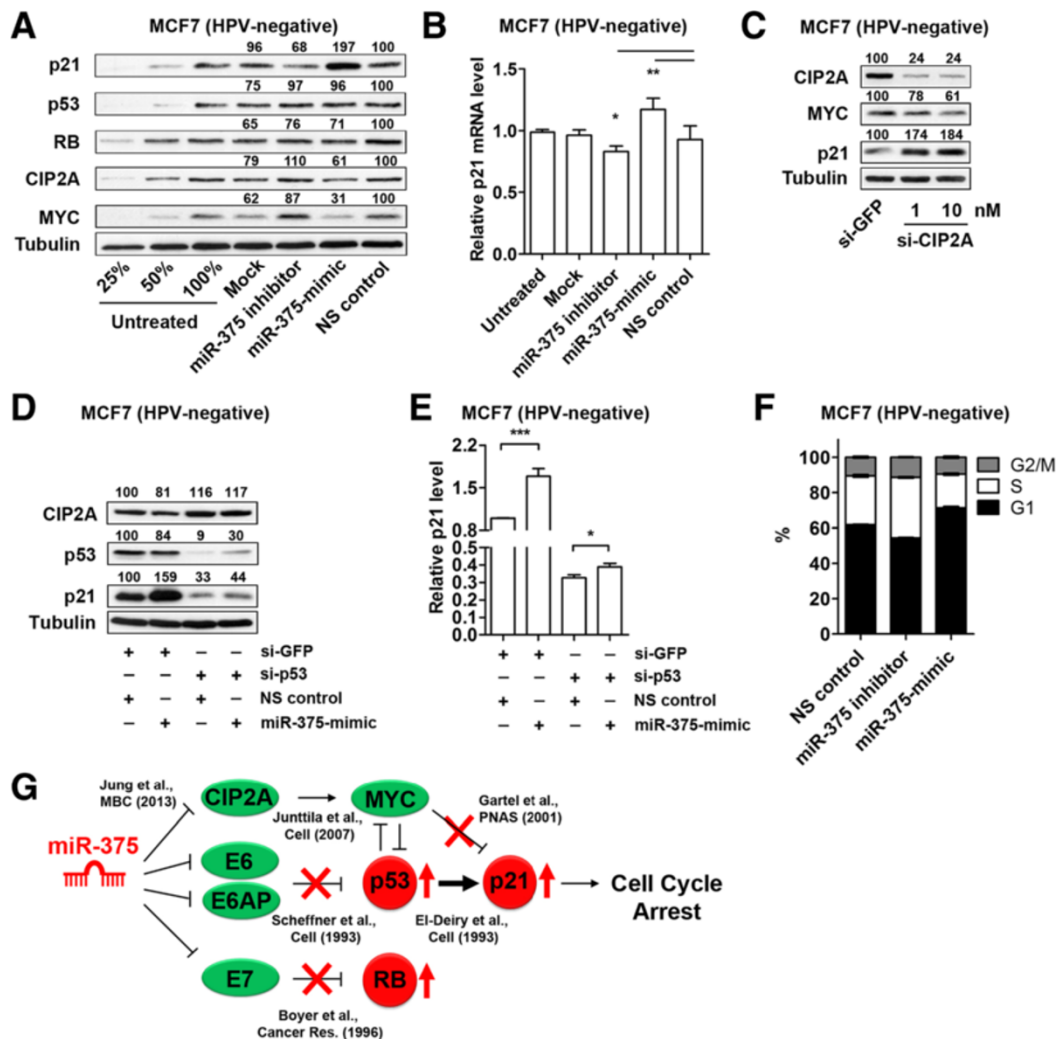 A
MCF7 (HPV-negative)
96 68 197 100
p21
75 97 96 100
p53
65 76 71 100
RB
79 110 61 100
CIP2A
62 87 31 100
MYC
Tubulin
25% 50% 100% Mock miR-375 inhibitor miR-375-mimic NS control
Untreated
B
MCF7 (HPV-negative)
Relative p21 mRNA level
1.5
1.0
0.5
0.0
* **
Untreated Mock miR-375 inhibitor miR-375-mimic NS control
C
MCF7 (HPV-negative)
100 24 24
CIP2A
100 78 61
MYC
100 174 184
p21
Tubulin
si-GFP 1 10 nM
si-CIP2A
D
MCF7 (HPV-negative)
100 81 116 117
CIP2A
100 84 9 30
p53
100 159 33 44
p21
Tubulin
+ + – – si-GFP
– – + + si-p53
+ – + – NS control
– + – + miR-375-mimic
E
MCF7 (HPV-negative)
Relative p21 level
2.2
1.5
0.8
0.5
0.4
0.3
0.2
0.1
0.0
*** *
+ + – – si-GFP
– – + + si-p53
+ – + – NS control
– + – + miR-375-mimic
F
MCF7 (HPV-negative)
%
100
80
60
40
20
0
G2/M
S
G1
NS control miR-375 inhibitor miR-375-mimic
G
miR-375
Jung et al.,
MBC (2013)
CIP2A
Junttila et al.,
Cell (2007)
MYC
Gartel et al.,
PNAS (2001)
E6
E6AP
Scheffner et al.,
Cell (1993)
p53
El-Deiry et al.,
Cell (1993)
p21
Cell Cycle
Arrest
E7
Boyer et al.,
Cancer Res. (1996)
RB